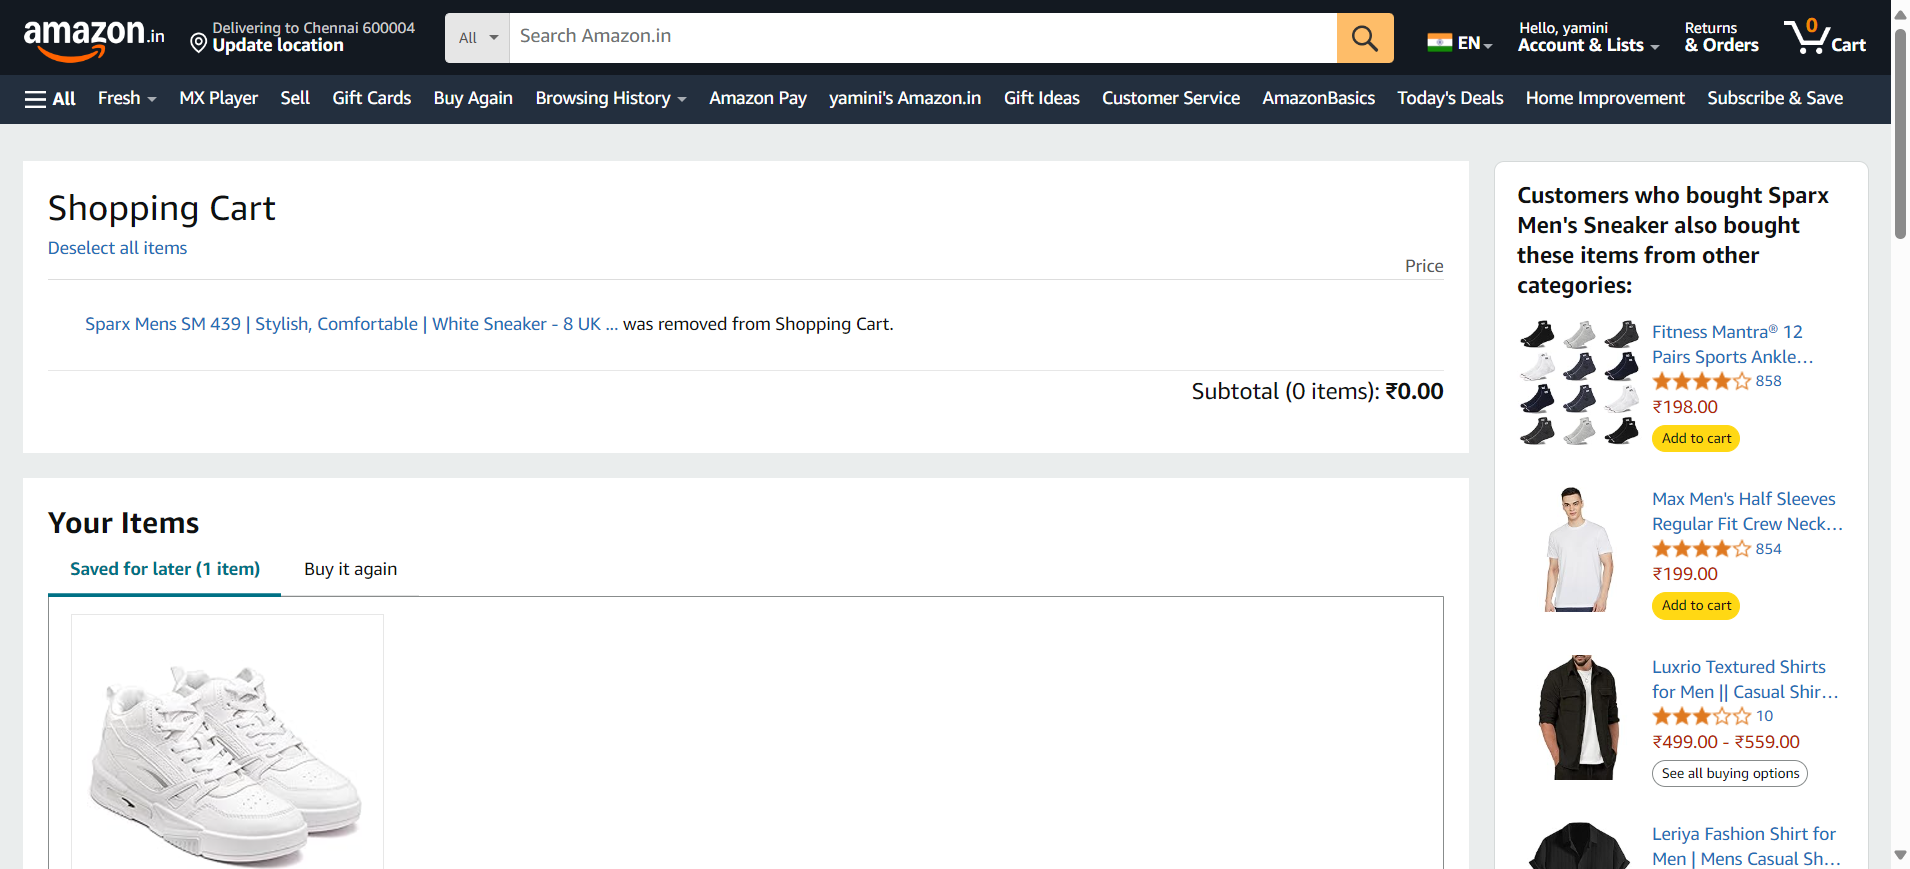 amazon.in
Delivering to Chennai 600004
Update location
All
Search Amazon.in
EN
Hello, yamini
Account & Lists
Returns
& Orders
0
Cart
All
Fresh
MX Player
Sell
Gift Cards
Buy Again
Browsing History
Amazon Pay
yamini's Amazon.in
Gift Ideas
Customer Service
AmazonBasics
Today's Deals
Home Improvement
Subscribe & Save
Shopping Cart
Deselect all items
Price
Sparx Mens SM 439 | Stylish, Comfortable | White Sneaker - 8 UK ... was removed from Shopping Cart.
Subtotal (0 items): ₹0.00
Your Items
Saved for later (1 item)
Buy it again
Customers who bought Sparx
Men's Sneaker also bought
these items from other
categories:
Fitness Mantra® 12
Pairs Sports Ankle…
858
₹198.00
Add to cart
Max Men's Half Sleeves
Regular Fit Crew Neck…
854
₹199.00
Add to cart
Luxrio Textured Shirts
for Men || Casual Shir…
10
₹499.00 - ₹559.00
See all buying options
Leriya Fashion Shirt for
Men | Mens Casual Sh…